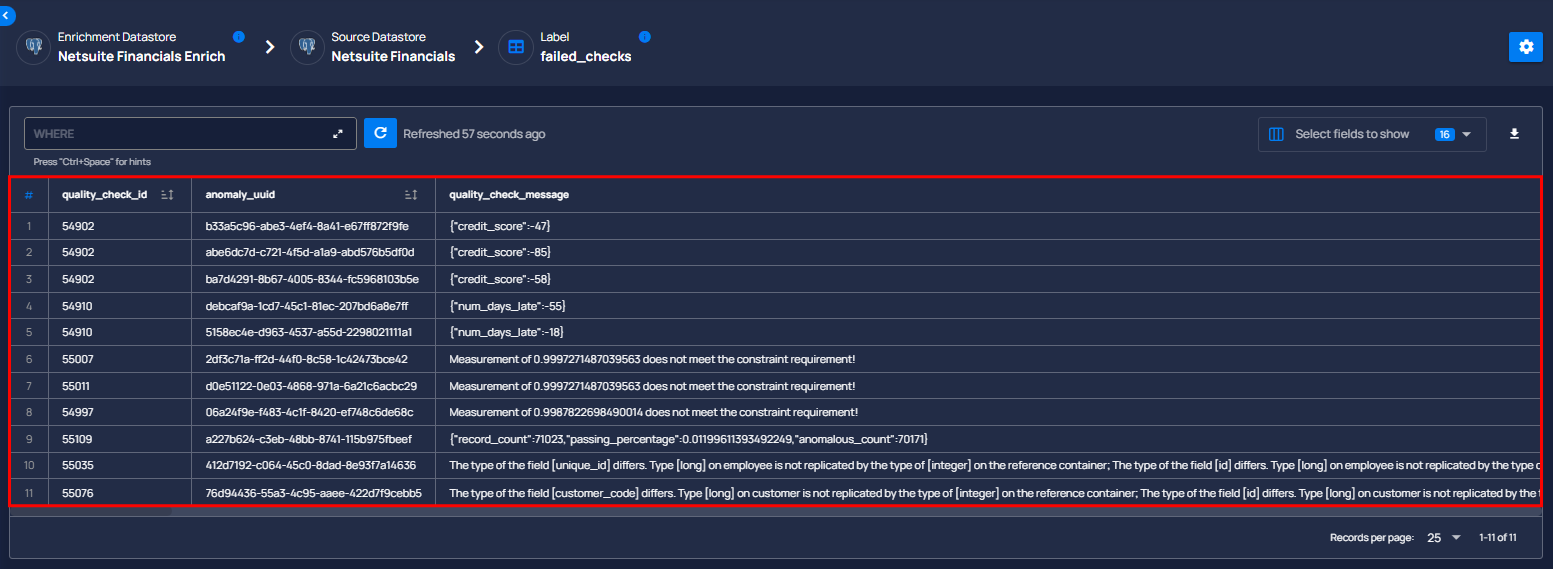 Enrichment Datastore
Netsuite Financials Enrich
Source Datastore
Netsuite Financials
Label
failed_checks
WHERE
Refreshed 57 seconds ago
Select fields to show 16
Press "Ctrl+Space" for hints
# quality_check_id anomaly_uuid quality_check_message
1 54902 b33a5c96-abe3-4ef4-8a41-e67ff872f9fe {"credit_score":-47}
2 54902 abe6dc7d-c721-4f5d-a1a9-abd576b5df0d {"credit_score":-85}
3 54902 ba7d4291-8b67-4005-8344-fc5968103b5e {"credit_score":-58}
4 54910 debcaf9a-1cd7-45c1-81ec-207bd6a8e7ff {"num_days_late":-55}
5 54910 5158ec4e-d963-4537-a55d-2298021111a1 {"num_days_late":-18}
6 55007 2df3c71a-ff2d-44f0-8c58-1c42473bce42 Measurement of 0.9997271487039563 does not meet the constraint requirement!
7 55011 d0e51122-0e03-4868-971a-6a21c6acbc29 Measurement of 0.9997271487039563 does not meet the constraint requirement!
8 54997 06a24f9e-f483-4c1f-8420-ef748c6de68c Measurement of 0.9987822698490014 does not meet the constraint requirement!
9 55109 a227b624-c3eb-48bb-8741-115b975fbeef {"record_count":71023,"passing_percentage":0.01199611393492249,"anomalous_count":70171}
10 55035 412d7192-c064-45c0-8dad-8e93f7a14636 The type of the field [unique_id] differs. Type [long] on employee is not replicated by the type of [integer] on the reference container; The type of the field [id] differs. Type [long] on employee is not replicated by the type
11 55076 76d94436-55a3-4c95-aaee-422d7f9cebb5 The type of the field [customer_code] differs. Type [long] on customer is not replicated by the type of [integer] on the reference container; The type of the field [id] differs. Type [long] on customer is not replicated by the
Records per page: 25 1-11 of 11